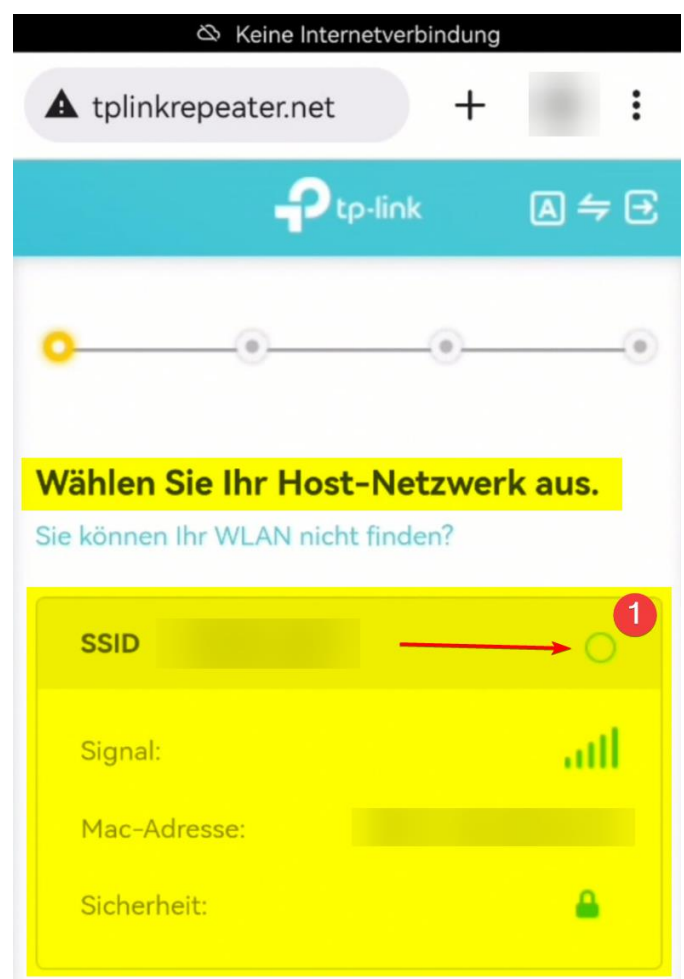 Keine Internetverbindung
tplinkrepeater.net
tp-link
A
Wählen Sie Ihr Host-Netzwerk aus.
Sie können Ihr WLAN nicht finden?
1
SSID
Signal:
Mac-Adresse:
Sicherheit: